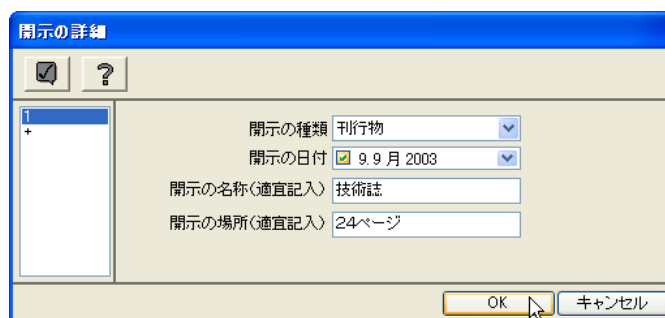 開示の詳細
?
1
+
開示の種類 刊行物
開示の日付 9. 9 月 2003
開示の名称(適宜記入) 技術誌
開示の場所(適宜記入) 24ページ
OK キャンセル